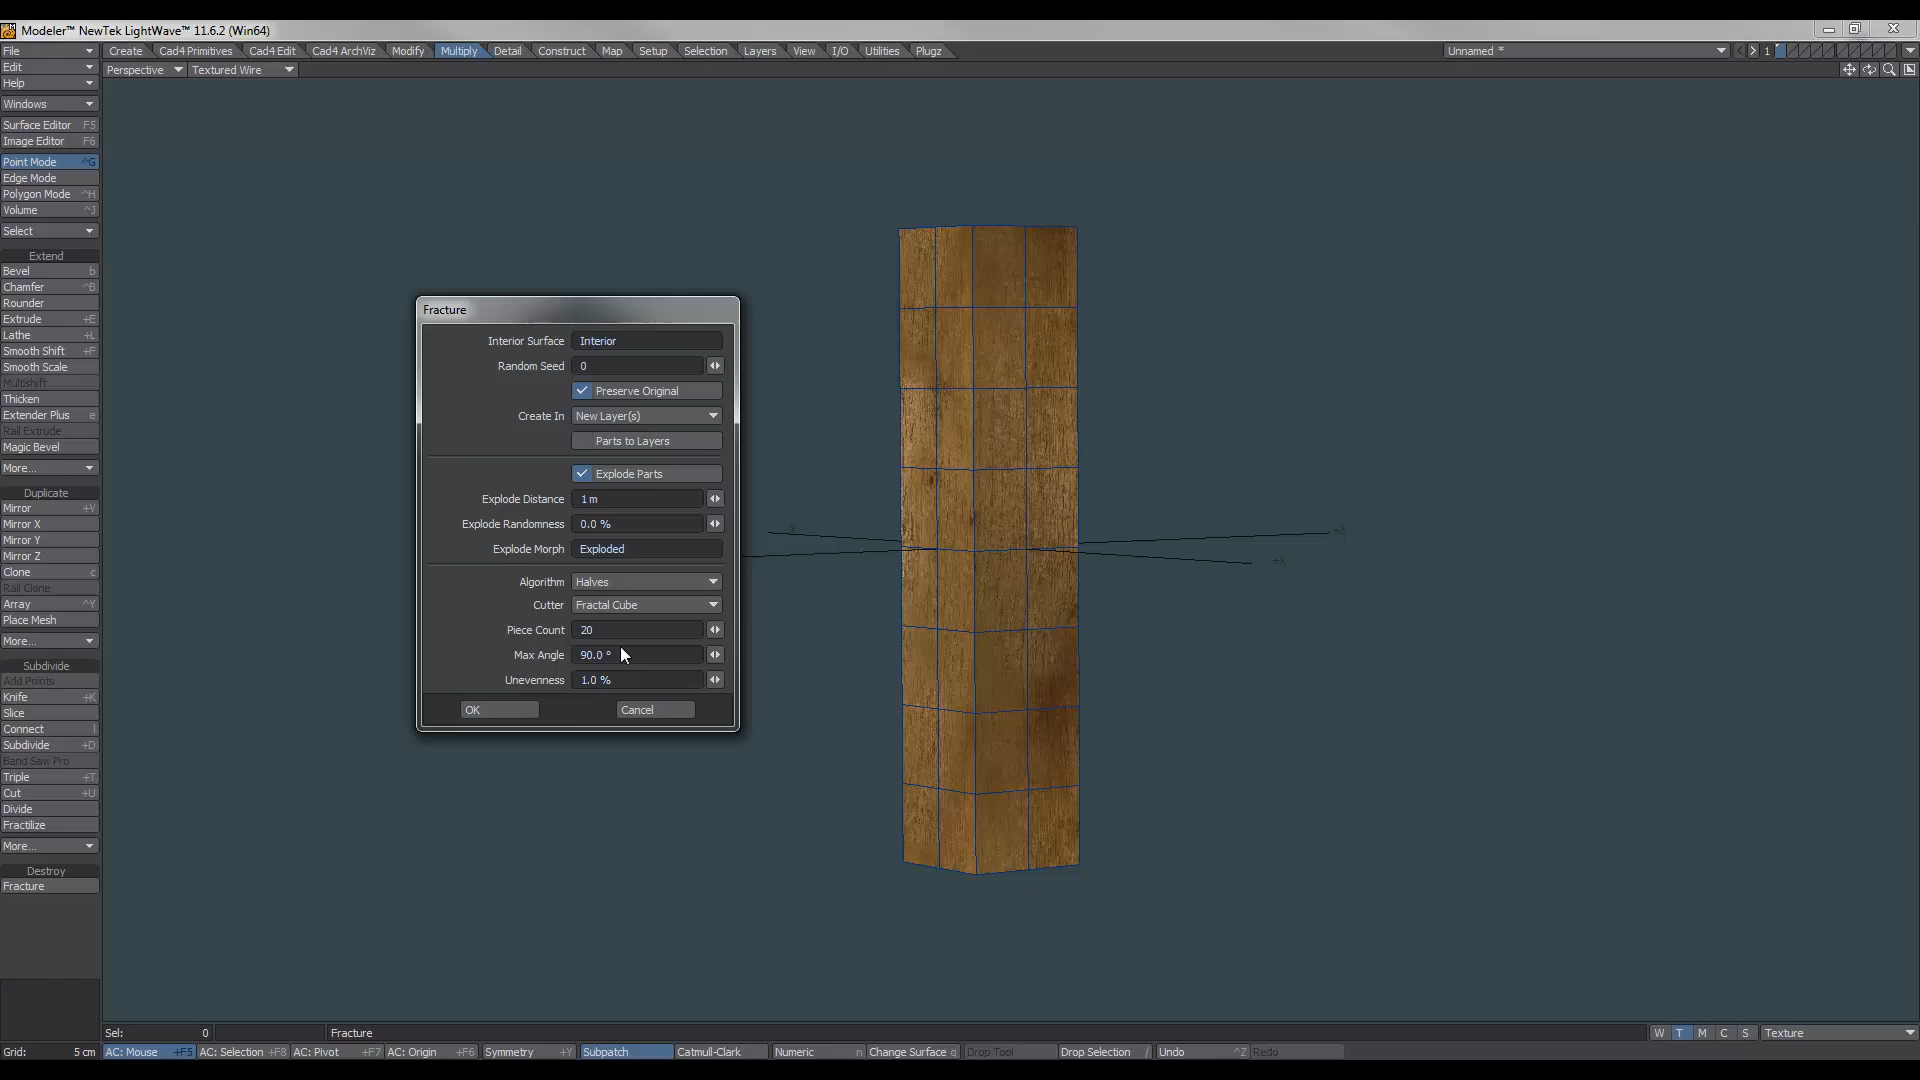 Modeler™ NewTek LightWave™ 11.6.2 (Win64)
File Create Cad4 Primitives Cad4 Edit Cad4 ArchViz Modify Multiply Detail Construct Map Setup Selection Layers View I/O Utilities Plugz Unnamed * 1
Edit Perspective Textured Wire
Help
Windows
Surface Editor F5
Image Editor F6
Point Mode ^G
Edge Mode
Polygon Mode ^H
Volume ^J
Select
Extend
Bevel b
Chamfer ^B
Rounder
Extrude +E
Lathe +L
Smooth Shift +F
Smooth Scale
Multishift
Thicken
Extender Plus e
Rail Extrude
Magic Bevel
More...
Duplicate
Mirror +V
Mirror X
Mirror Y
Mirror Z
Clone c
Rail Clone
Array ^Y
Place Mesh
More...
Subdivide
Add Points
Knife +K
Slice
Connect l
Subdivide +D
Band Saw Pro
Triple +T
Cut +U
Divide
Fractilize
More...
Destroy
Fracture
Fracture
Interior Surface Interior
Random Seed 0
Preserve Original
Create In New Layer(s)
Parts to Layers
Explode Parts
Explode Distance 1 m
Explode Randomness 0.0 %
Explode Morph Exploded
Algorithm Halves
Cutter Fractal Cube
Piece Count 20
Max Angle 90.0 °
Unevenness 1.0 %
OK Cancel
+X
Sel: 0 Fracture W T M C S Texture
Grid: 5 cm AC: Mouse +F5 AC: Selection +F8 AC: Pivot +F7 AC: Origin +F6 Symmetry +Y Subpatch Catmull-Clark Numeric n Change Surface q Drop Tool Drop Selection / Undo ^Z Redo